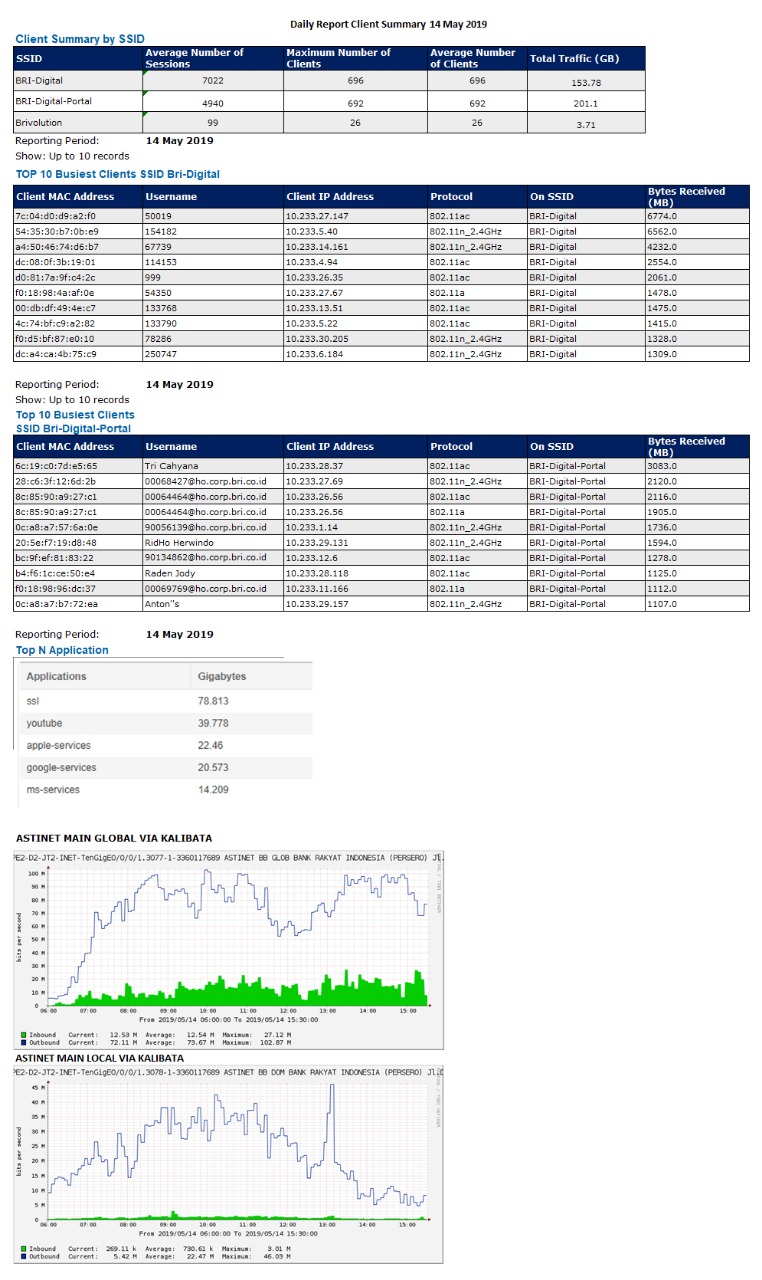 Daily Report Client Summary 14 May 2019
Client Summary by SSID
SSID Average Number of Sessions Maximum Number of Clients Average Number of Clients Total Traffic (GB)
BRI-Digital 7022 696 696 153.78
BRI-Digital-Portal 4940 692 692 201.1
Brivolution 99 26 26 3.71
Reporting Period: 14 May 2019
Show: Up to 10 records
TOP 10 Busiest Clients SSID Bri-Digital
Client MAC Address Username Client IP Address Protocol On SSID Bytes Received (MB)
7c:04:d0:d9:a2:f0 50019 10.233.27.147 802.11ac BRI-Digital 6774.0
54:35:30:b7:0b:e9 154182 10.233.5.40 802.11n_2.4GHz BRI-Digital 6562.0
a4:50:46:74:d6:b7 67739 10.233.14.161 802.11n_2.4GHz BRI-Digital 4232.0
dc:08:0f:3b:19:01 114153 10.233.4.94 802.11ac BRI-Digital 2554.0
d0:81:7a:9f:c4:2c 999 10.233.26.35 802.11ac BRI-Digital 2061.0
f0:18:98:4a:af:0e 54350 10.233.27.67 802.11a BRI-Digital 1478.0
00:db:df:49:4e:c7 133768 10.233.13.51 802.11ac BRI-Digital 1475.0
4c:74:bf:c9:a2:82 133790 10.233.5.22 802.11ac BRI-Digital 1415.0
f0:d5:bf:87:e0:10 78286 10.233.30.205 802.11n_2.4GHz BRI-Digital 1328.0
dc:a4:ca:4b:75:c9 250747 10.233.6.184 802.11n_2.4GHz BRI-Digital 1309.0
Reporting Period: 14 May 2019
Show: Up to 10 records
Top 10 Busiest Clients
SSID Bri-Digital-Portal
Client MAC Address Username Client IP Address Protocol On SSID Bytes Received (MB)
6c:19:c0:7d:e5:65 Tri Cahyana 10.233.28.37 802.11ac BRI-Digital-Portal 3083.0
28:c6:3f:12:6d:2b 00068427@ho.corp.bri.co.id 10.233.27.69 802.11n_2.4GHz BRI-Digital-Portal 2120.0
8c:85:90:a9:27:c1 00064464@ho.corp.bri.co.id 10.233.26.56 802.11ac BRI-Digital-Portal 2116.0
8c:85:90:a9:27:c1 00064464@ho.corp.bri.co.id 10.233.26.56 802.11a BRI-Digital-Portal 1905.0
0c:a8:a7:57:6a:0e 90056139@ho.corp.bri.co.id 10.233.1.14 802.11n_2.4GHz BRI-Digital-Portal 1736.0
20:5e:f7:19:d8:48 RidHo Herwindo 10.233.29.131 802.11n_2.4GHz BRI-Digital-Portal 1594.0
bc:9f:ef:81:83:22 90134862@ho.corp.bri.co.id 10.233.12.6 802.11ac BRI-Digital-Portal 1278.0
b4:f6:1c:ce:50:e4 Raden Jody 10.233.28.118 802.11ac BRI-Digital-Portal 1125.0
f0:18:98:96:dc:37 00069769@ho.corp.bri.co.id 10.233.11.166 802.11a BRI-Digital-Portal 1112.0
0c:a8:a7:b7:72:ea Anton"s 10.233.29.157 802.11n_2.4GHz BRI-Digital-Portal 1107.0
Reporting Period: 14 May 2019
Top N Application
Applications Gigabytes
ssl 78.813
youtube 39.778
apple-services 22.46
google-services 20.573
ms-services 14.209
ASTINET MAIN GLOBAL VIA KALIBATA
PE2-D2-JT2-INET-TenGigE0/0/0/1.3077-1-3360117689 ASTINET BB GLOB BANK RAKYAT INDONESIA (PERSERO) Jl.
100 M
90 M
80 M
70 M
60 M
50 M
40 M
30 M
20 M
10 M
0
bits per second
06:00 07:00 08:00 09:00 10:00 11:00 12:00 13:00 14:00 15:00
From 2019/05/14 06:00:00 To 2019/05/14 15:30:00
Inbound Current: 12.53 M Average: 12.54 M Maximum: 27.12 M
Outbound Current: 72.11 M Average: 73.67 M Maximum: 102.87 M
ASTINET MAIN LOCAL VIA KALIBATA
PE2-D2-JT2-INET-TenGigE0/0/0/1.3078-1-3360117689 ASTINET BB DOM BANK RAKYAT INDONESIA (PERSERO) Jl.
45 M
40 M
35 M
30 M
25 M
20 M
15 M
10 M
5 M
0
bits per second
06:00 07:00 08:00 09:00 10:00 11:00 12:00 13:00 14:00 15:00
From 2019/05/14 06:00:00 To 2019/05/14 15:30:00
Inbound Current: 269.11 k Average: 730.61 k Maximum: 3.01 M
Outbound Current: 5.42 M Average: 22.47 M Maximum: 46.03 M